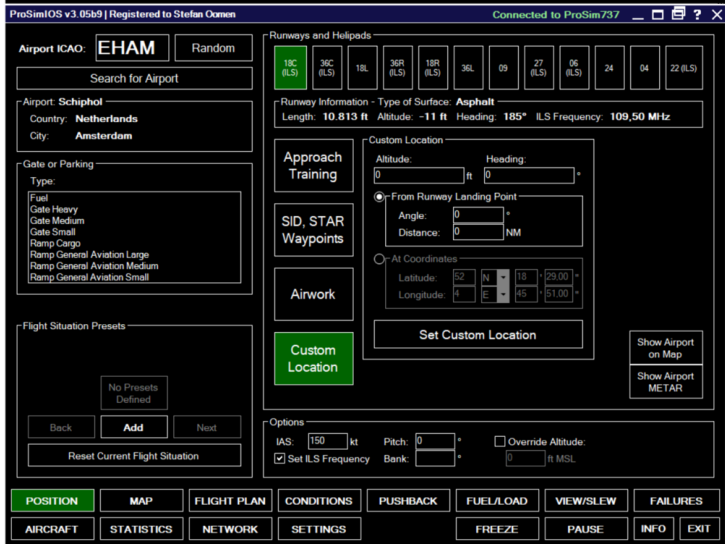 ProSimIOS v3.05b9 | Registered to Stefan Oomen
Connected to ProSim737
Airport ICAO: EHAM Random
Search for Airport
Airport: Schiphol
Country: Netherlands
City: Amsterdam
Gate or Parking
Type:
Fuel
Gate Heavy
Gate Medium
Gate Small
Ramp Cargo
Ramp General Aviation Large
Ramp General Aviation Medium
Ramp General Aviation Small
Flight Situation Presets
No Presets
Defined
Back Add Next
Reset Current Flight Situation
Runways and Helipads
18C (ILS) 36C (ILS) 18L 36R (ILS) 18R (ILS) 36L 09 27 (ILS) 06 (ILS) 24 04 22 (ILS)
Runway Information - Type of Surface: Asphalt
Length: 10.813 ft Altitude: -11 ft Heading: 185° ILS Frequency: 109,50 MHz
Approach
Training
SID, STAR
Waypoints
Airwork
Custom
Location
Custom Location
Altitude: Heading:
0 ft 0 °
From Runway Landing Point
Angle: 0 °
Distance: 0 NM
At Coordinates
Latitude: 52 N 18 ' 29.00 "
Longitude: 4 E 45 ' 51.00 "
Set Custom Location
Show Airport
on Map
Show Airport
METAR
Options
IAS: 150 kt Pitch: 0 ° Override Altitude:
Set ILS Frequency Bank: ° 0 ft MSL
POSITION MAP FLIGHT PLAN CONDITIONS PUSHBACK FUEL/LOAD VIEW/SLEW FAILURES
AIRCRAFT STATISTICS NETWORK SETTINGS FREEZE PAUSE INFO EXIT